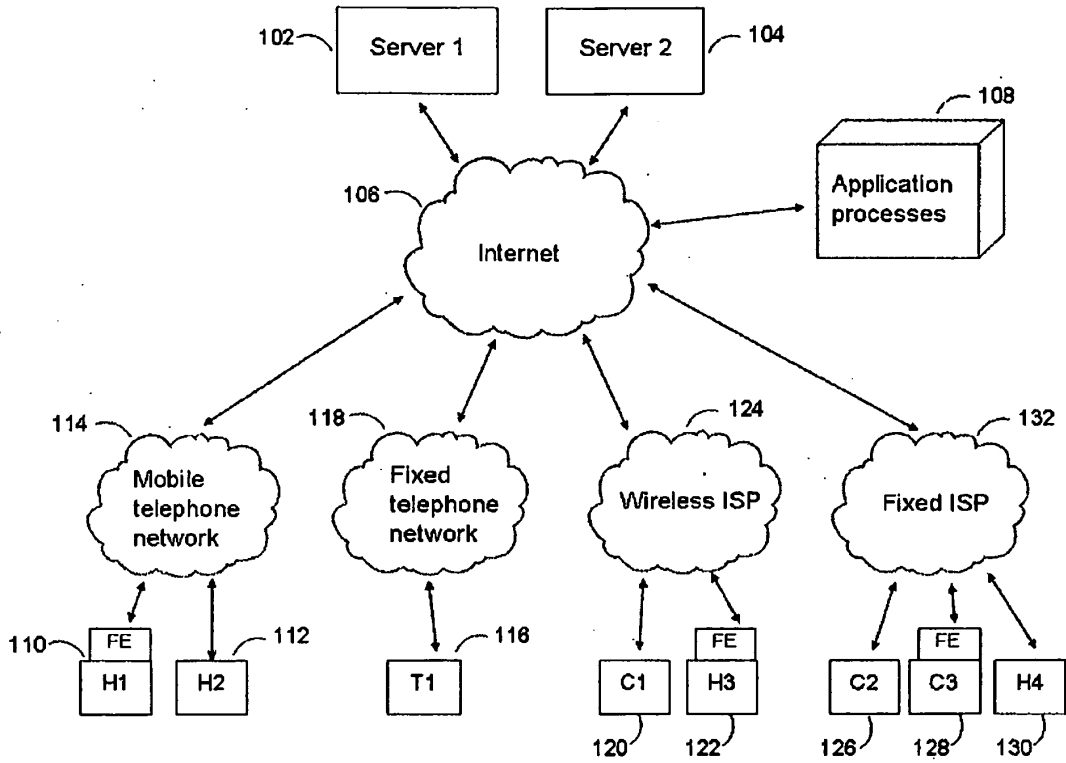 102
Server 1
Server 2
104
108
Application
processes
106
Internet
114
118
124
132
Mobile
telephone
network
Fixed
telephone
network
Wireless ISP
Fixed ISP
110
FE
H1
H2
112
T1
116
C1
FE
H3
C2
FE
C3
H4
120
122
126
128
130